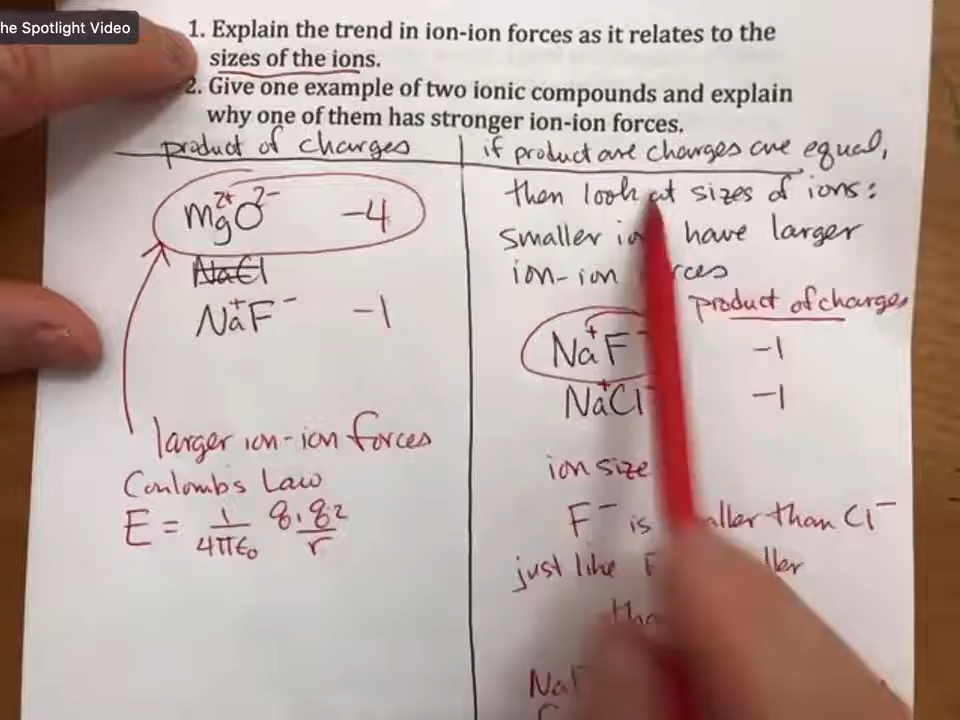 he Spotlight Video
1. Explain the trend in ion-ion forces as it relates to the
sizes of the ions.
2. Give one example of two ionic compounds and explain
why one of them has stronger ion-ion forces.
product of charges
Mg2+O2- -4
NaCl
Na+F- -1
larger ion-ion forces
Coulombs Law
E = 1/4πε0 q1q2/r
if product are charges are equal,
then look at sizes of ions:
smaller have larger
ion-ion
product of charges
Na+F- -1
Na+Cl -1
ion size
F- is than Cl-
just like
NaF